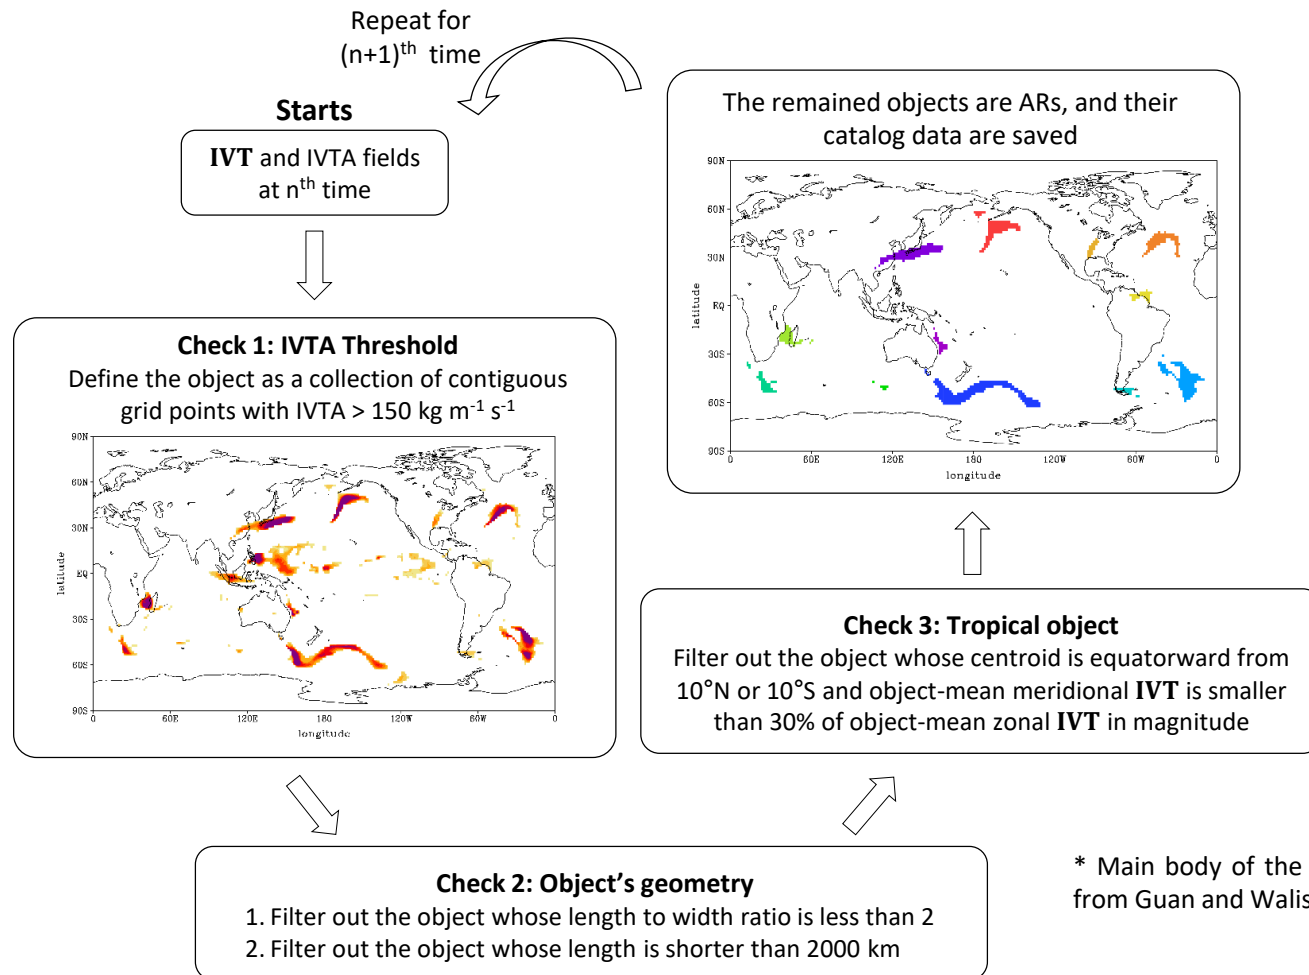 Repeat for
(n+1)th time
Starts
IVT and IVTA fields
at nth time
Check 1: IVTA Threshold
Define the object as a collection of contiguous
grid points with IVTA > 150 kg m-1 s-1
90N
60N
30N
EQ
30S
60S
90S
latitude
0 60E 120E 180 120W 60W 0
longitude
Check 2: Object's geometry
1. Filter out the object whose length to width ratio is less than 2
2. Filter out the object whose length is shorter than 2000 km
Check 3: Tropical object
Filter out the object whose centroid is equatorward from
10°N or 10°S and object-mean meridional IVT is smaller
than 30% of object-mean zonal IVT in magnitude
The remained objects are ARs, and their
catalog data are saved
90N
60N
30N
EQ
30S
60S
90S
latitude
0 60E 120E 180 120W 60W 0
longitude
* Main body of the
from Guan and Walis